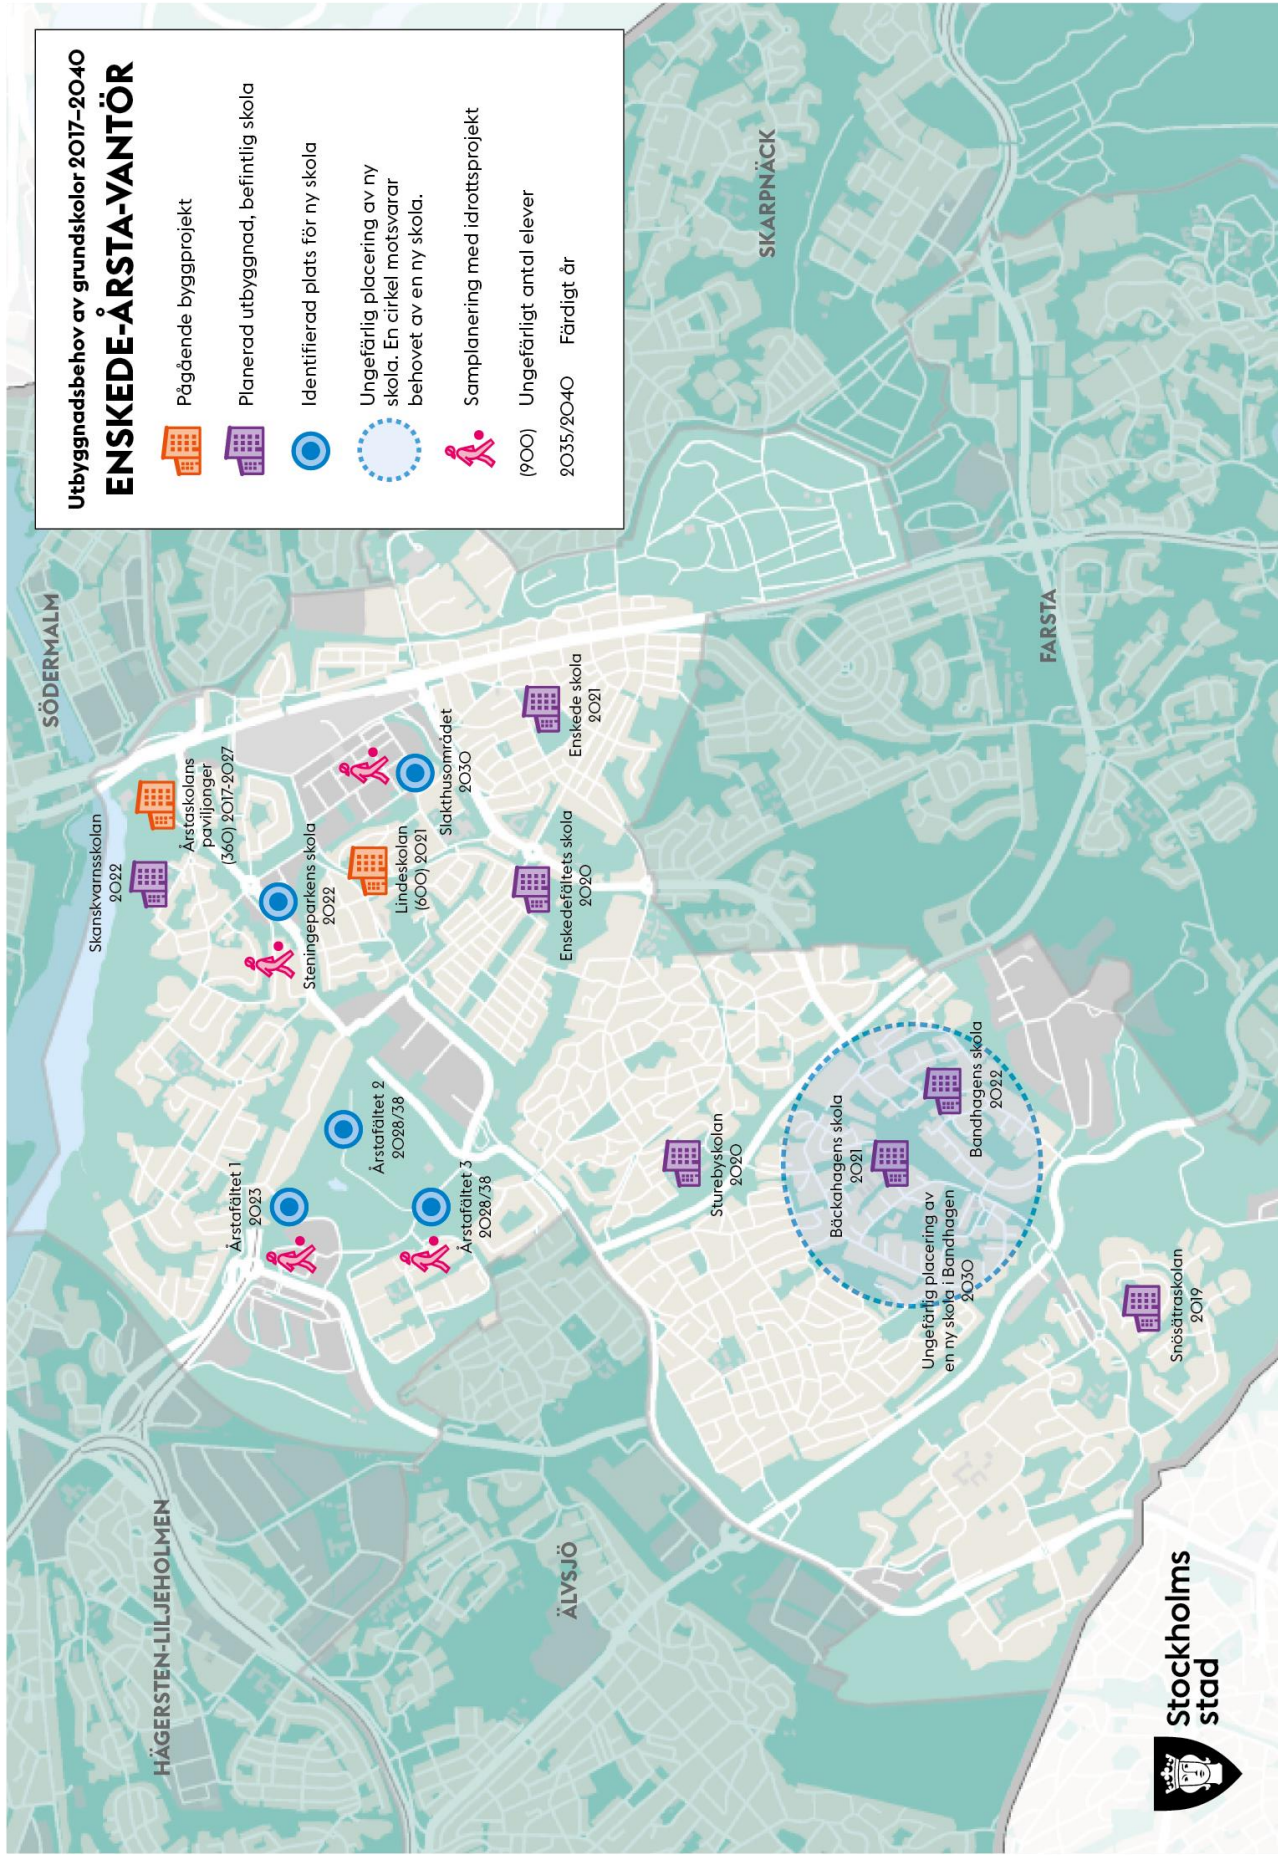 Utbyggnadsbehov av grundskolor 2017–2040
ENSKEDE-ÅRSTA-VANTÖR
Pågående byggprojekt
Planerad utbyggnad, befintlig skola
Identifierad plats för ny skola
Ungefärlig placering av ny
skola. En cirkel motsvarar
behovet av en ny skola.
Samplanering med idrottsprojekt
(900) Ungefärligt antal elever
2035/2040 Färdigt år
SÖDERMALM
HÄGERSTEN-LILJEHOLMEN
ÄLVSJÖ
SKARPNÄCK
FARSTA
Skanskvarnsskolan
2022
Årstaskolans
paviljonger
(360) 2017-2027
Steningeparkens skola
2022
Lindeskolan
(600) 2021
Slakthusområdet
2030
Enskede skola
2021
Enskedefältets skola
2020
Årstafältet 1
2023
Årstafältet 2
2028/38
Årstafältet 3
2028/38
Sturebyskolan
2020
Bäckahagens skola
2021
Bandhagens skola
2022
Ungefärlig placering av
en ny skola i Bandhagen
2030
Snösätraskolan
2019
Stockholms
stad